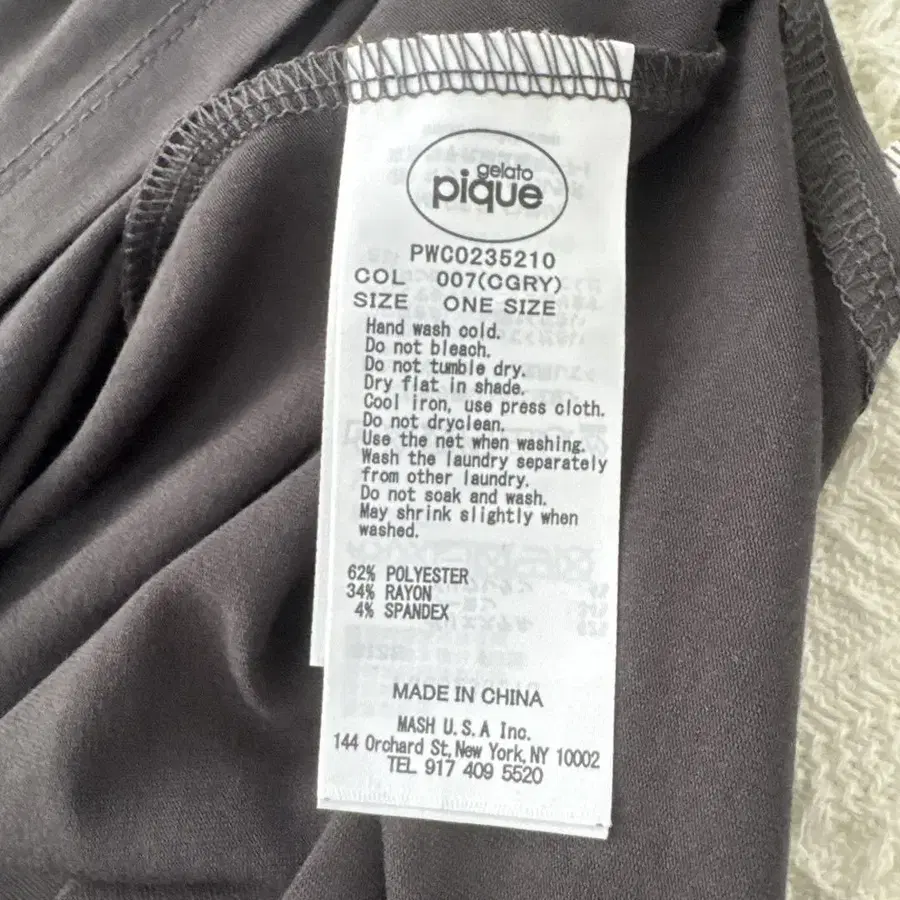 gelato
pique
PWCO235210
COL 007(CGRY)
SIZE ONE SIZE
Hand wash cold.
Do not bleach.
Do not tumble dry.
Dry flat in shade.
Cool iron, use press cloth.
Do not dryclean.
Use the net when washing.
Wash the laundry separately
from other laundry.
Do not soak and wash.
May shrink slightly when
washed.
62% POLYESTER
34% RAYON
4% SPANDEX
MADE IN CHINA
MASH U.S.A Inc.
144 Orchard St, New York, NY 10002
TEL 917 409 5520